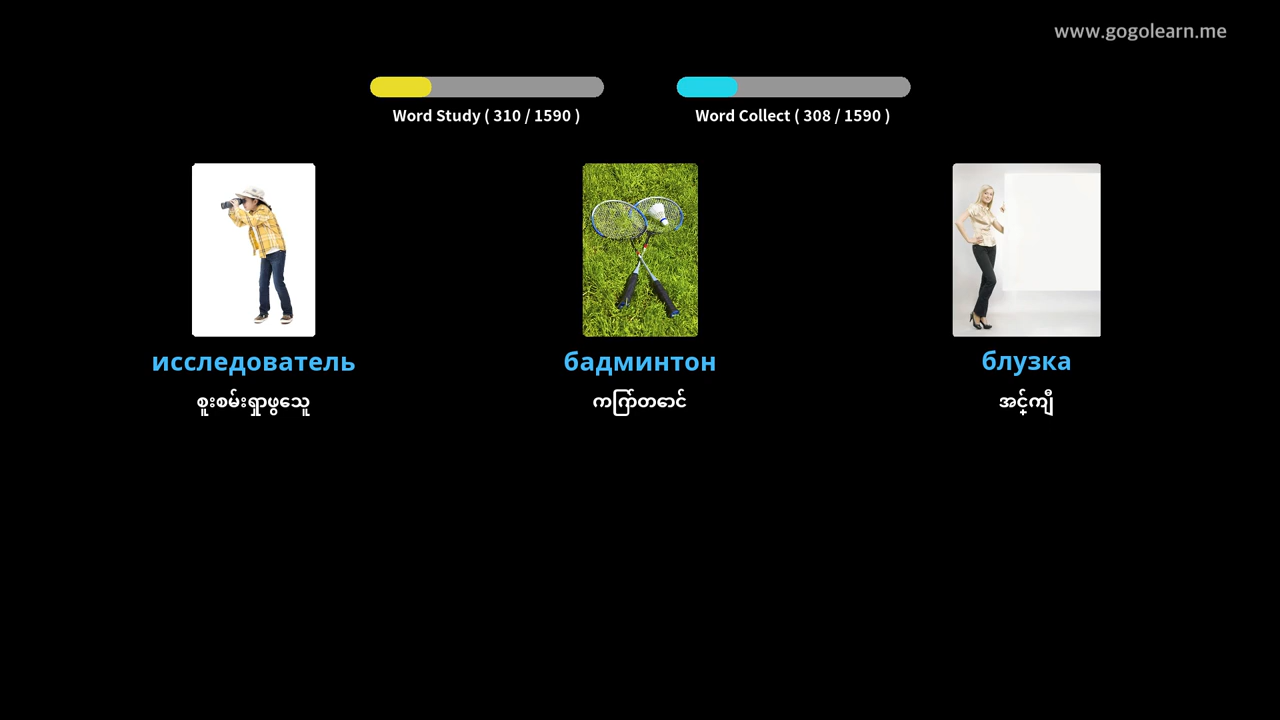 www.gogolearn.me
Word Study ( 310 / 1590 )
Word Collect ( 308 / 1590 )
исследователь
бадминтон
блузка
စူးစမ်းရှာဖွသေူ
ကက်ြတ‌ောင်
အင်္ကျီ